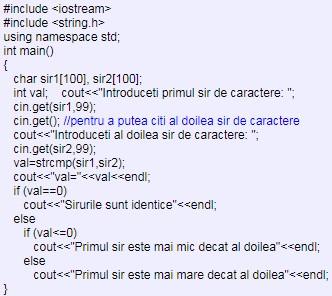 #include <iostream>
#include <string.h>
using namespace std;
int main()
{
char sir1[100], sir2[100];
int val; cout<<"Introduceti primul sir de caractere: ";
cin.get(sir1,99);
cin.get(); //pentru a putea citi al doilea sir de caractere
cout<<"Introduceti al doilea sir de caractere: ";
cin.get(sir2,99);
val=strcmp(sir1,sir2);
cout<<"val="<<val<<endl;
if (val==0)
cout<<"Sirurile sunt identice"<<endl;
else
if (val<=0)
cout<<"Primul sir este mai mic decat al doilea"<<endl;
else
cout<<"Primul sir este mai mare decat al doilea"<<endl;
}